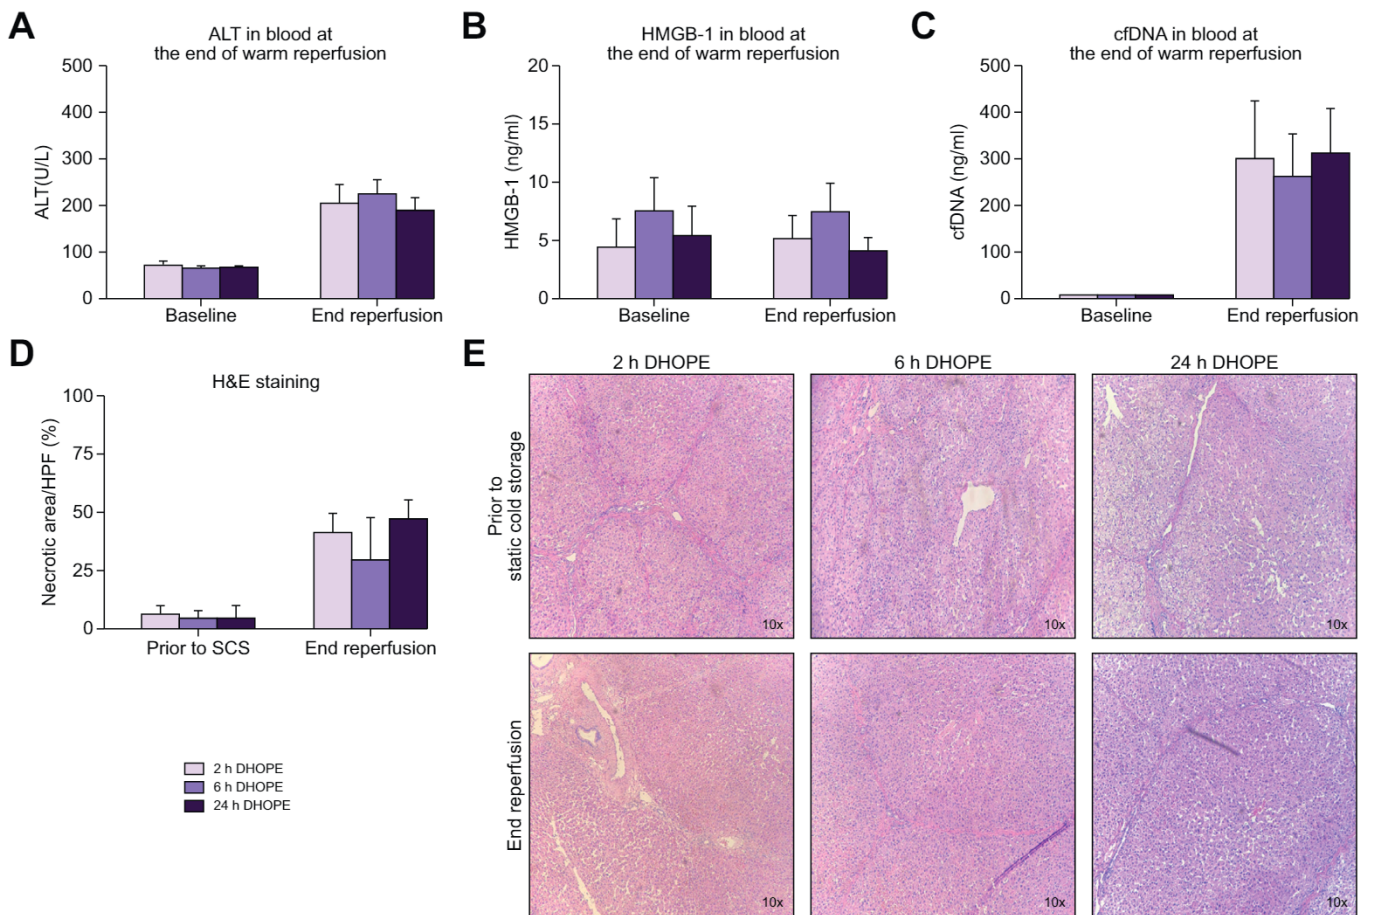 A
ALT in blood at
the end of warm reperfusion
500
400
300
200
100
0
ALT(U/L)
Baseline
End reperfusion
B
HMGB-1 in blood at
the end of warm reperfusion
20
15
10
5
0
HMGB-1 (ng/ml)
Baseline
End reperfusion
C
cfDNA in blood at
the end of warm reperfusion
500
400
300
200
100
0
cfDNA (ng/ml)
Baseline
End reperfusion
D
H&E staining
100
75
50
25
0
Necrotic area/HPF (%)
Prior to SCS
End reperfusion
2 h DHOPE
6 h DHOPE
24 h DHOPE
E
2 h DHOPE
6 h DHOPE
24 h DHOPE
Prior to
static cold storage
10x
10x
10x
End reperfusion
10x
10x
10x